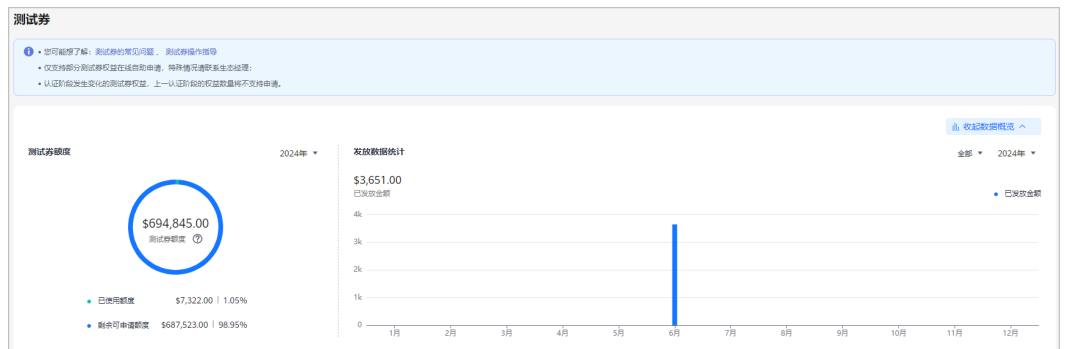 测试券
• 您可能想了解：测试券的常见问题 、 测试券操作指导
• 仅支持部分测试券权益在线自助申请，特殊情况请联系生态经理；
• 认证阶段发生变化的测试券权益，上一认证阶段的权益数量将不支持申请。
收起数据概览
测试券额度
2024年
$694,845.00
测试券额度
已使用额度 $7,322.00 | 1.05%
剩余可申请额度 $687,523.00 | 98.95%
发放数据统计
全部 2024年
$3,651.00
已发放金额
已发放金额
4k
3k
2k
1k
0
1月 2月 3月 4月 5月 6月 7月 8月 9月 10月 11月 12月